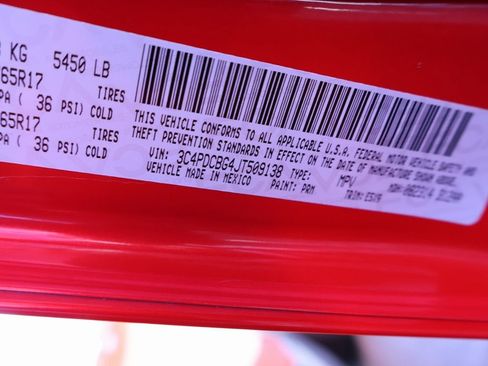 KG 5450 LB
65R17 TIRES
PA ( 36 PSI) COLD
65R17 TIRES
PA ( 36 PSI) COLD
THIS VEHICLE CONFORMS TO ALL APPLICABLE U.S.A. FEDERAL MOTOR VEHICLE SAFETY AND
THEFT PREVENTION STANDARDS IN EFFECT ON THE DATE OF MANUFACTURE SHOWN ABOVE.
VIN: 3C4PDCBG4JT509138 TYPE: MPV MDH:
VEHICLE MADE IN MEXICO PAINT: PRM TRIM: